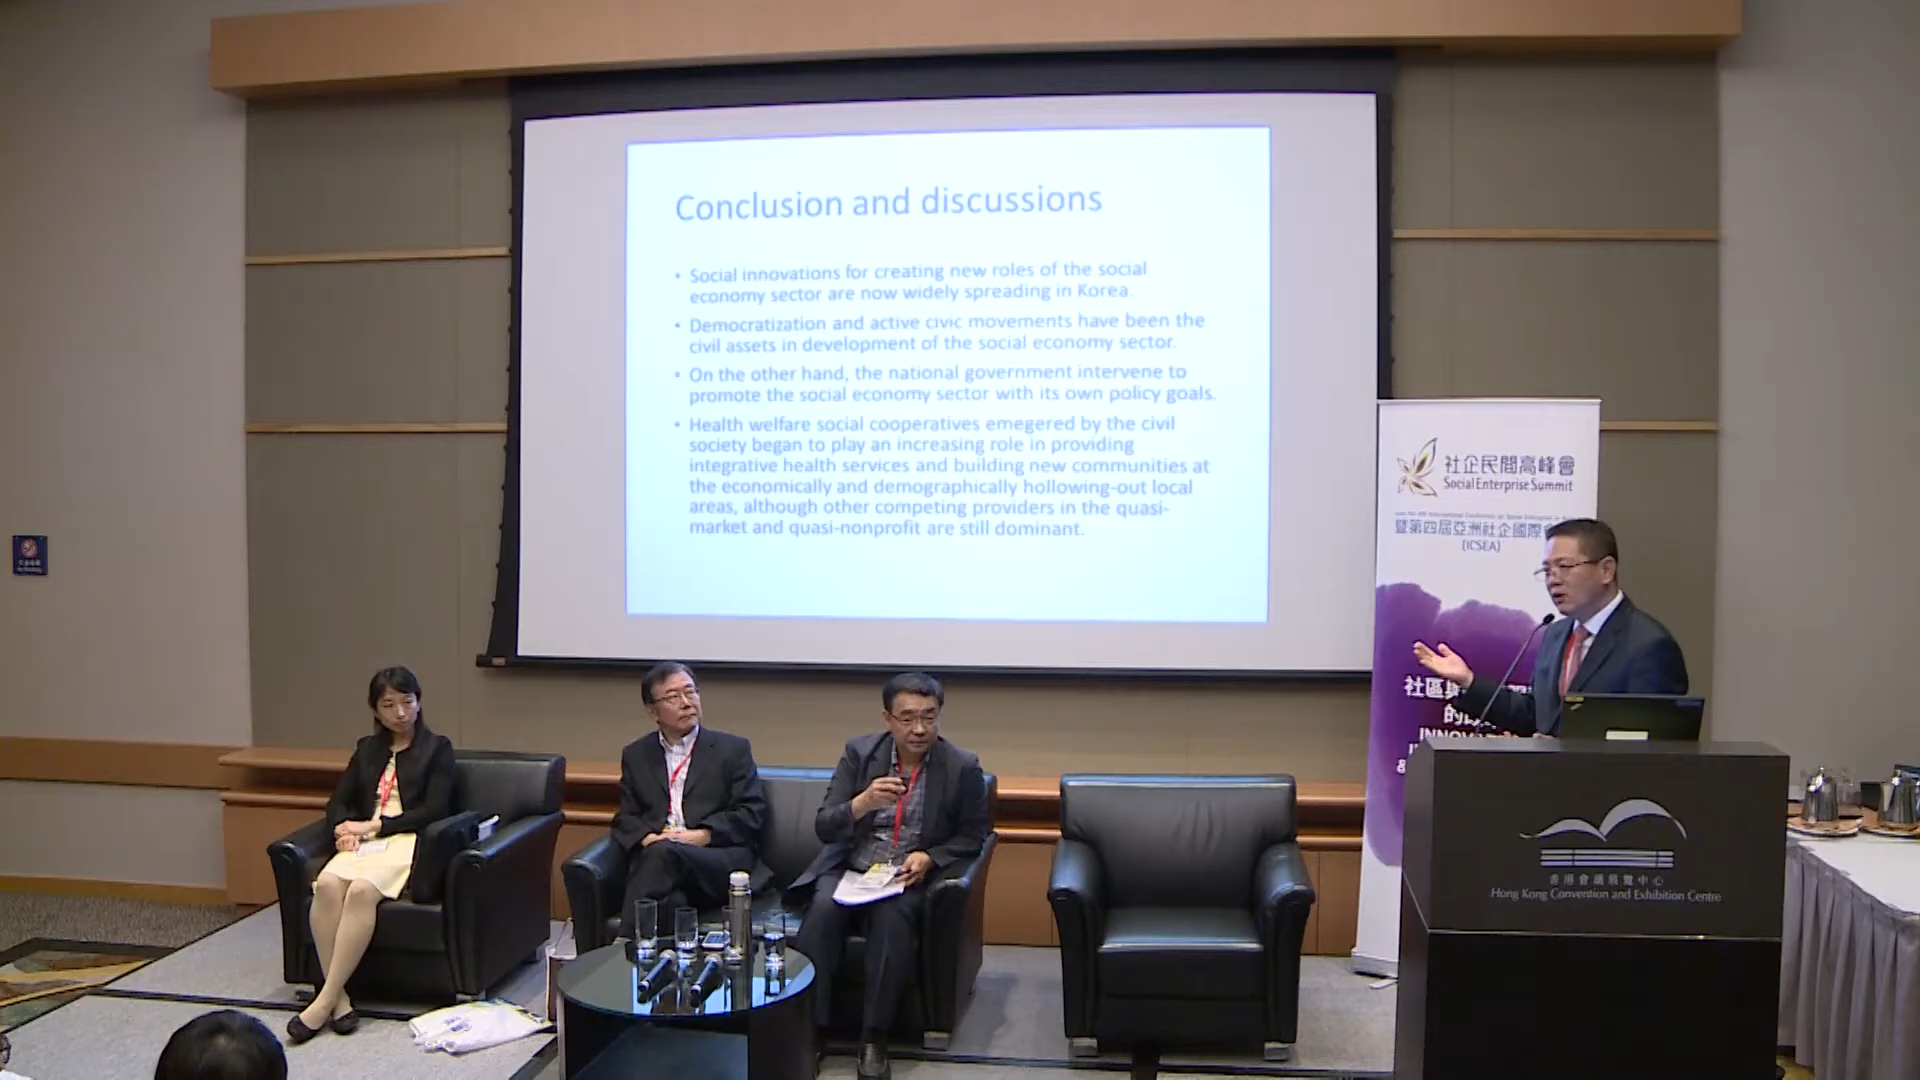 Conclusion and discussions
• Social innovations for creating new roles of the social
economy sector are now widely spreading in Korea.
• Democratization and active civic movements have been the
civil assets in development of the social economy sector.
• On the other hand, the national government intervene to
promote the social economy sector with its own policy goals.
• Health welfare social cooperatives emegered by the civil
society began to play an increasing role in providing
integrative health services and building new communities at
the economically and demographically hollowing-out local
areas, although other competing providers in the quasi-
market and quasi-nonprofit are still dominant.
社企民間高峰會
Social Enterprise Summit
暨第四屆亞洲社企國際
(ICSEA)
社區
的
香港會議展覽中心
Hong Kong Convention and Exhibition Centre